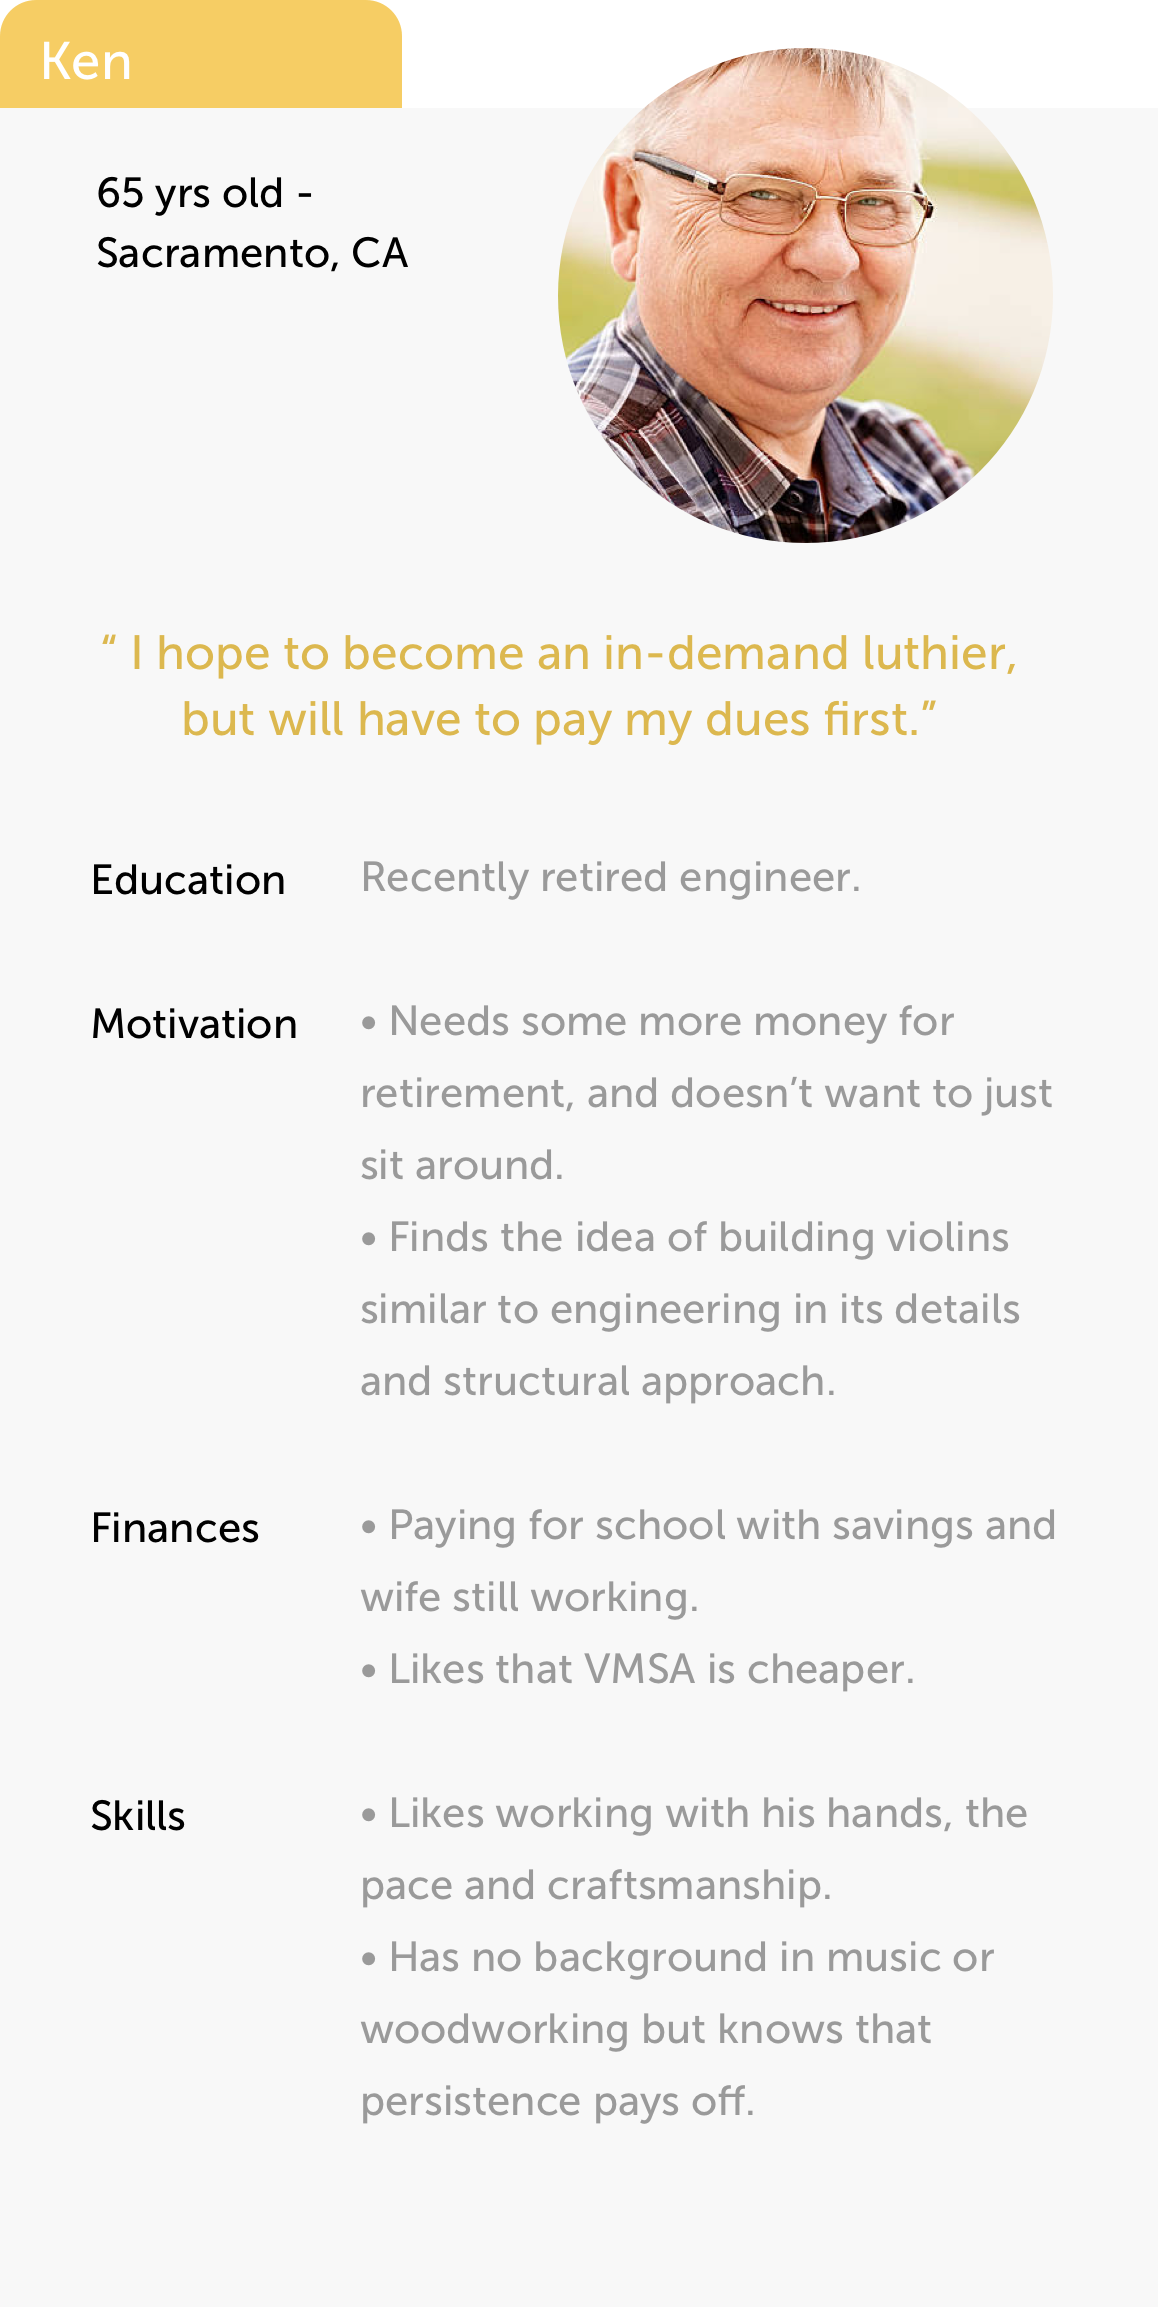 Ken
65 yrs old -
Sacramento, CA
“ I hope to become an in-demand luthier,
but will have to pay my dues first.”
Education
Recently retired engineer.
Motivation
• Needs some more money for
retirement, and doesn’t want to just
sit around.
• Finds the idea of building violins
similar to engineering in its details
and structural approach.
Finances
• Paying for school with savings and
wife still working.
• Likes that VMSA is cheaper.
Skills
• Likes working with his hands, the
pace and craftsmanship.
• Has no background in music or
woodworking but knows that
persistence pays off.